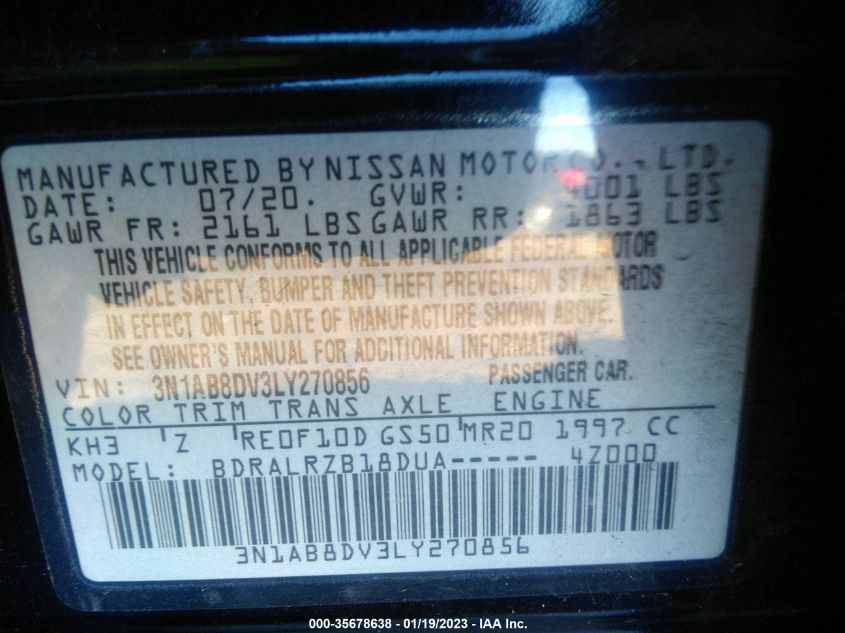 MANUFACTURED BY NISSAN MOTOR CO., LTD.
DATE: 07/20. GVWR: 4001 LBS
GAWR FR: 2161 LBS GAWR RR: 1863 LBS
THIS VEHICLE CONFORMS TO ALL APPLICABLE FEDERAL MOTOR
VEHICLE SAFETY, BUMPER AND THEFT PREVENTION STANDARDS
IN EFFECT ON THE DATE OF MANUFACTURE SHOWN ABOVE.
SEE OWNER'S MANUAL FOR ADDITIONAL INFORMATION.
VIN: 3N1AB8DV3LY270856 PASSENGER CAR.
COLOR TRIM TRANS AXLE ENGINE
KH3 Z RE0F10D GS50 MR20 1997 CC
MODEL: BDRALRZB18DUA----- 4Z000
3N1AB8DV3LY270856
000-35678638 - 01/19/2023 - IAA Inc.